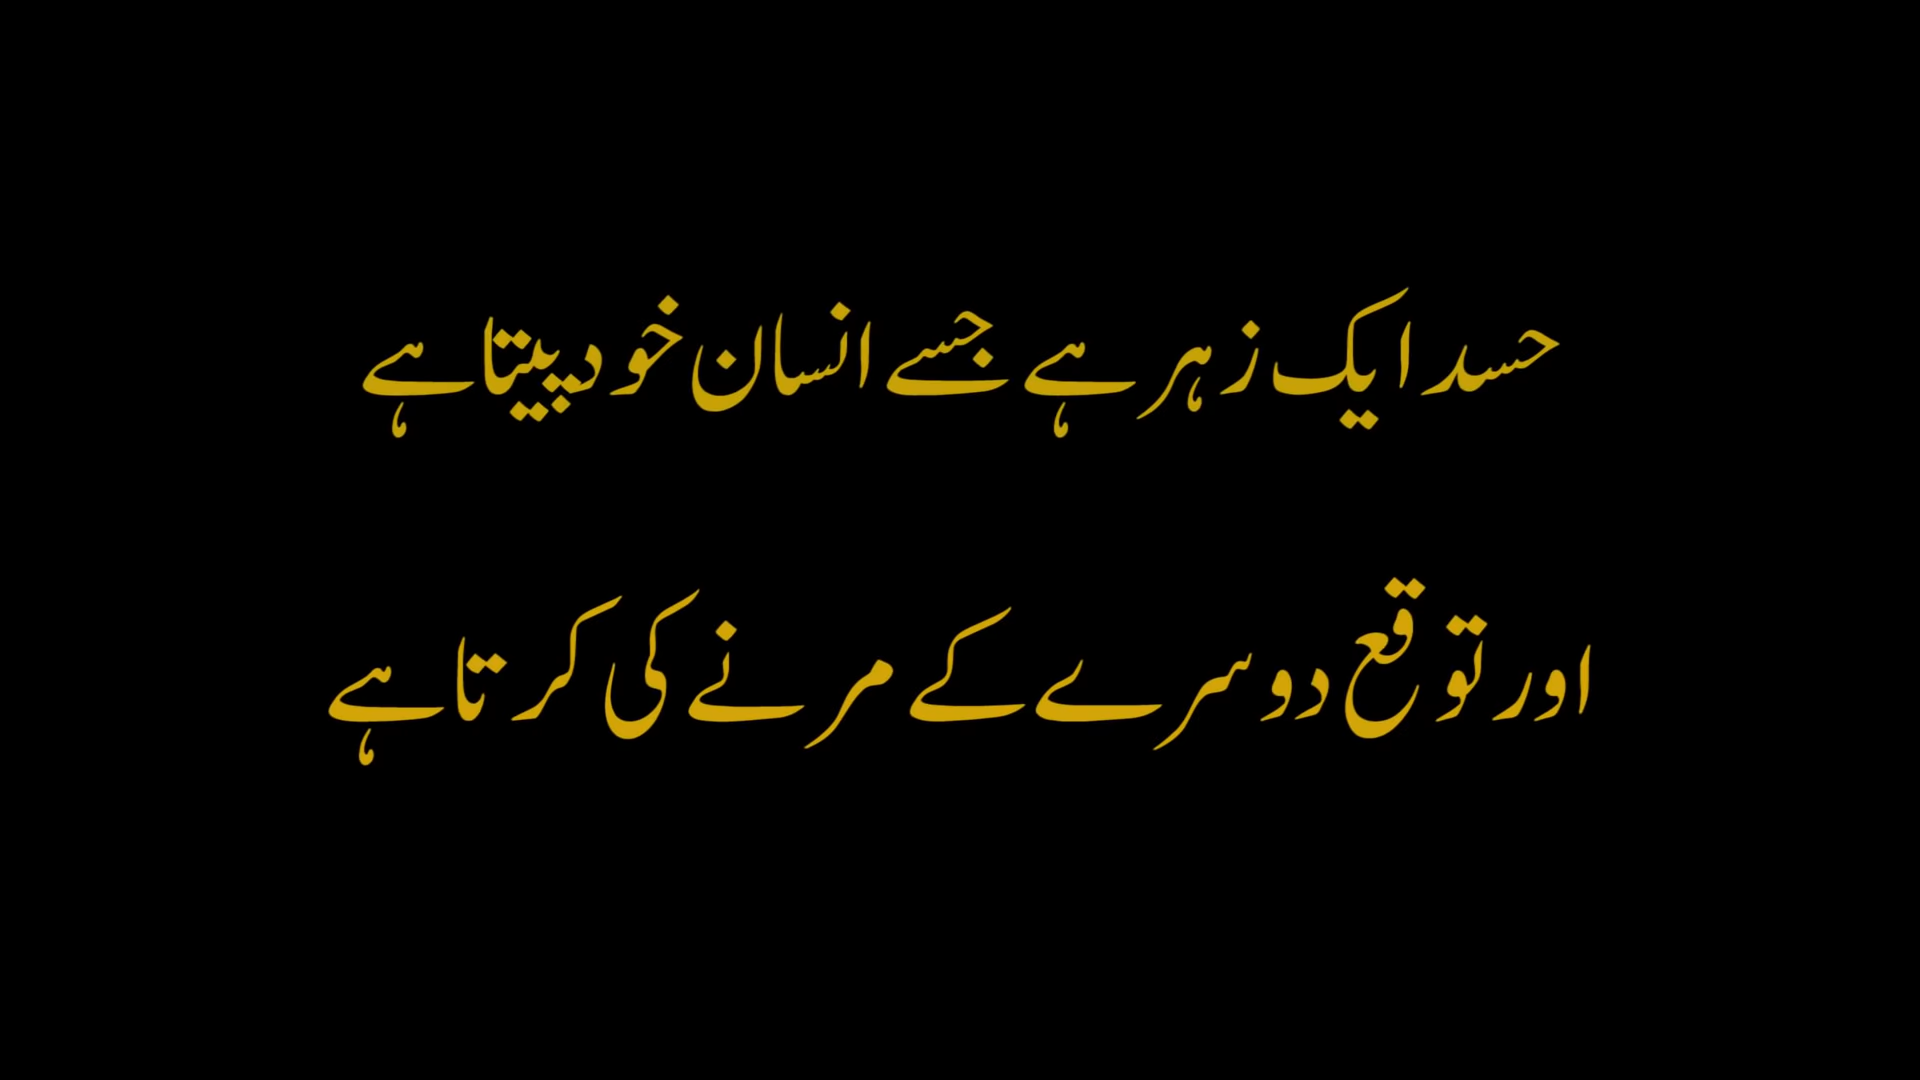 حسد ایک زہر ہے جسے انسان خود پیتا ہے
اور توقع دوسرے کے مرنے کی کرتا ہے